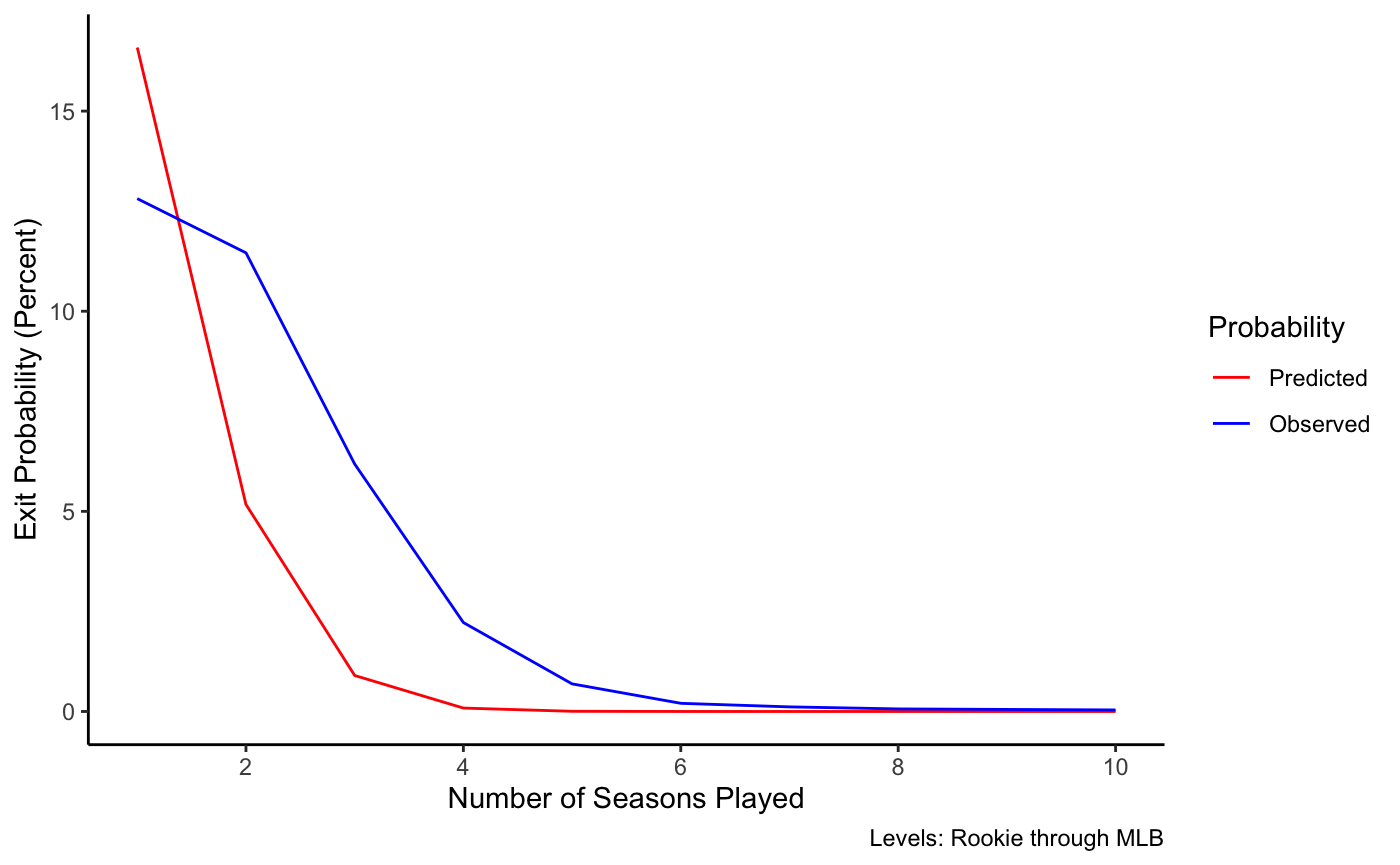 Exit Probability (Percent)
15
10
5
0
2 4 6 8 10
Number of Seasons Played
Levels: Rookie through MLB
Probability
Predicted
Observed